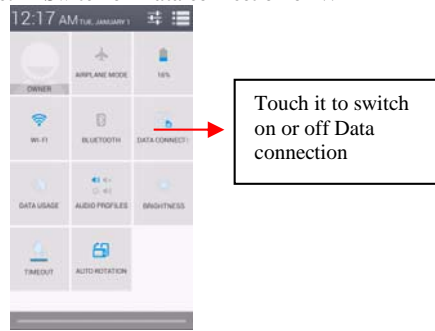 12:17 AM TUE, JANUARY 1
OWNER
AIRPLANE MODE
16%
WI-FI
BLUETOOTH
DATA CONNECTI
Touch it to switch
on or off Data
connection
DATA USAGE
AUDIO PROFILES
BRIGHTNESS
TIMEOUT
AUTO ROTATION